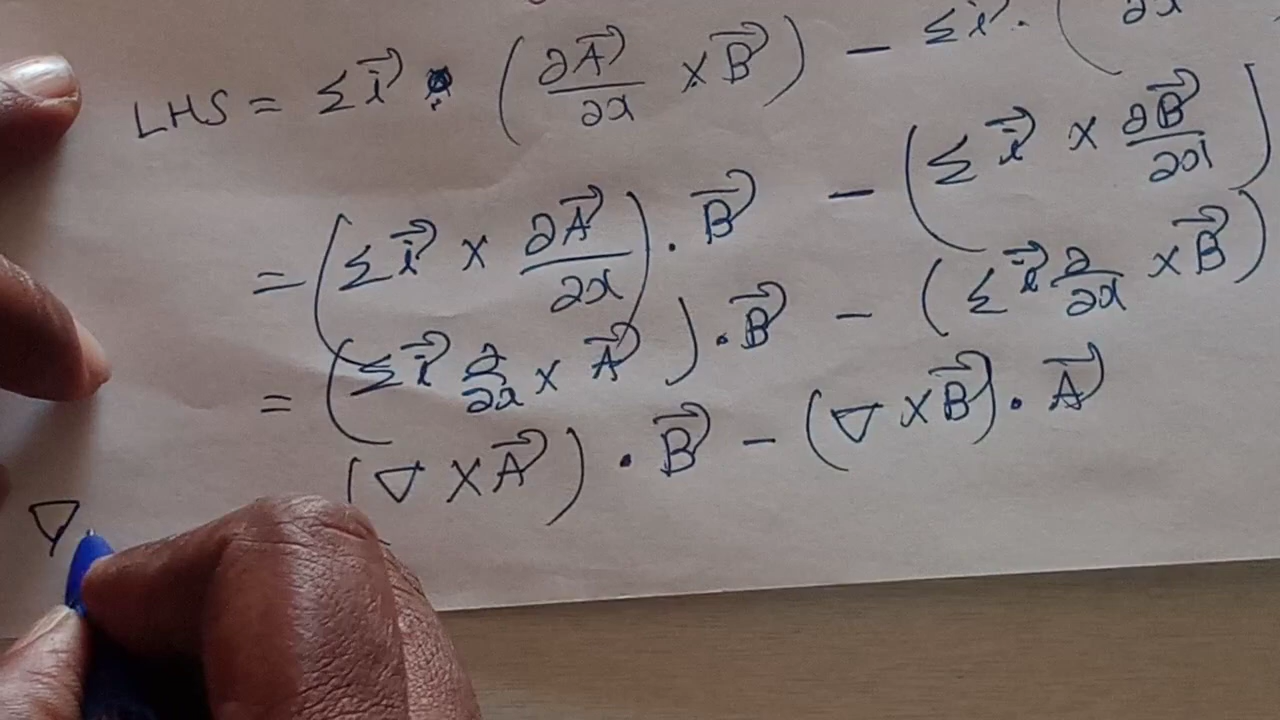 LHS = Σ i⃗ • (∂A⃗/∂x × B⃗) − Σ i⃗ · ( ∂x
= (Σ i⃗ × ∂A⃗/∂x) . B⃗ − (Σ i⃗ × ∂B⃗/∂x)
= (Σ i⃗ ∂/∂x × A⃗) . B⃗ − (Σ i⃗ ∂/∂x × B⃗)
(∇ × A⃗) . B⃗ − (∇ × B⃗) . A⃗
∇